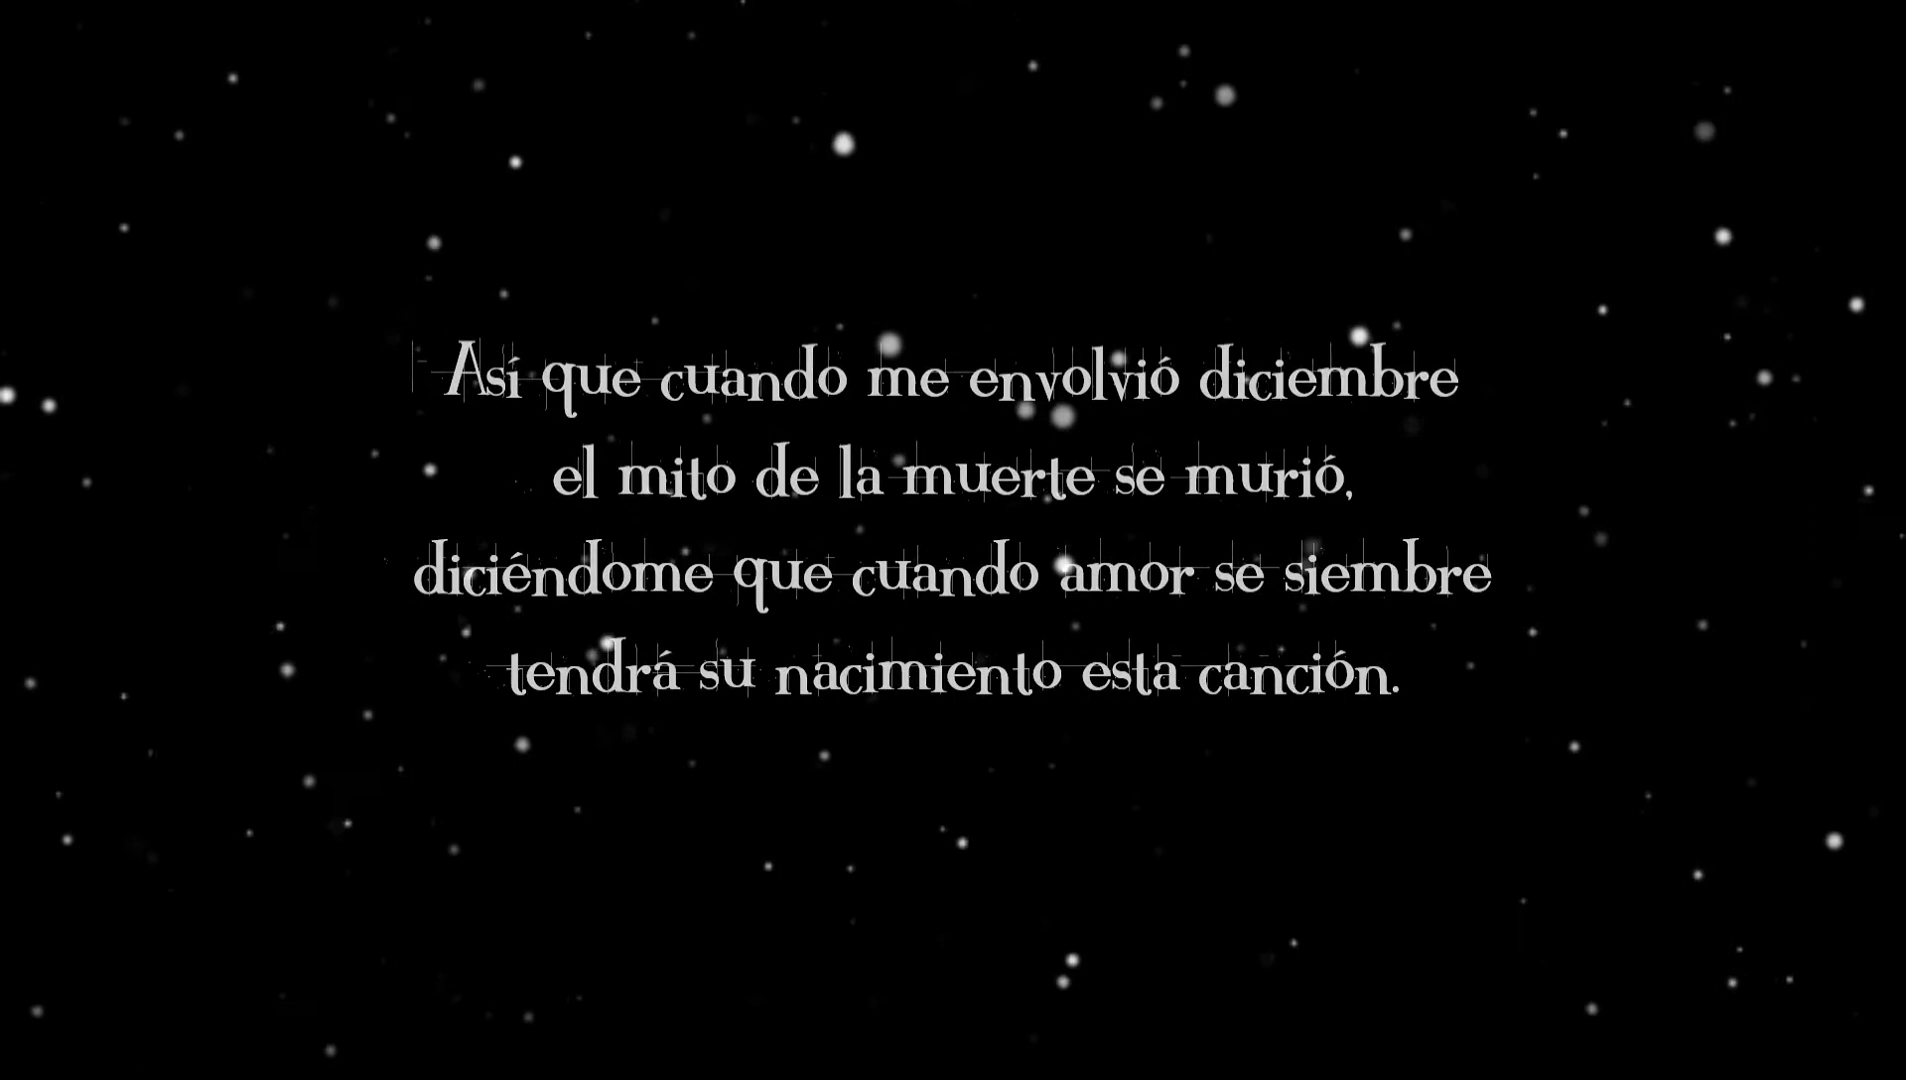 Así que cuando me envolvió diciembre
el mito de la muerte se murió,
diciéndome que cuando amor se siembre
tendrá su nacimiento esta canción.